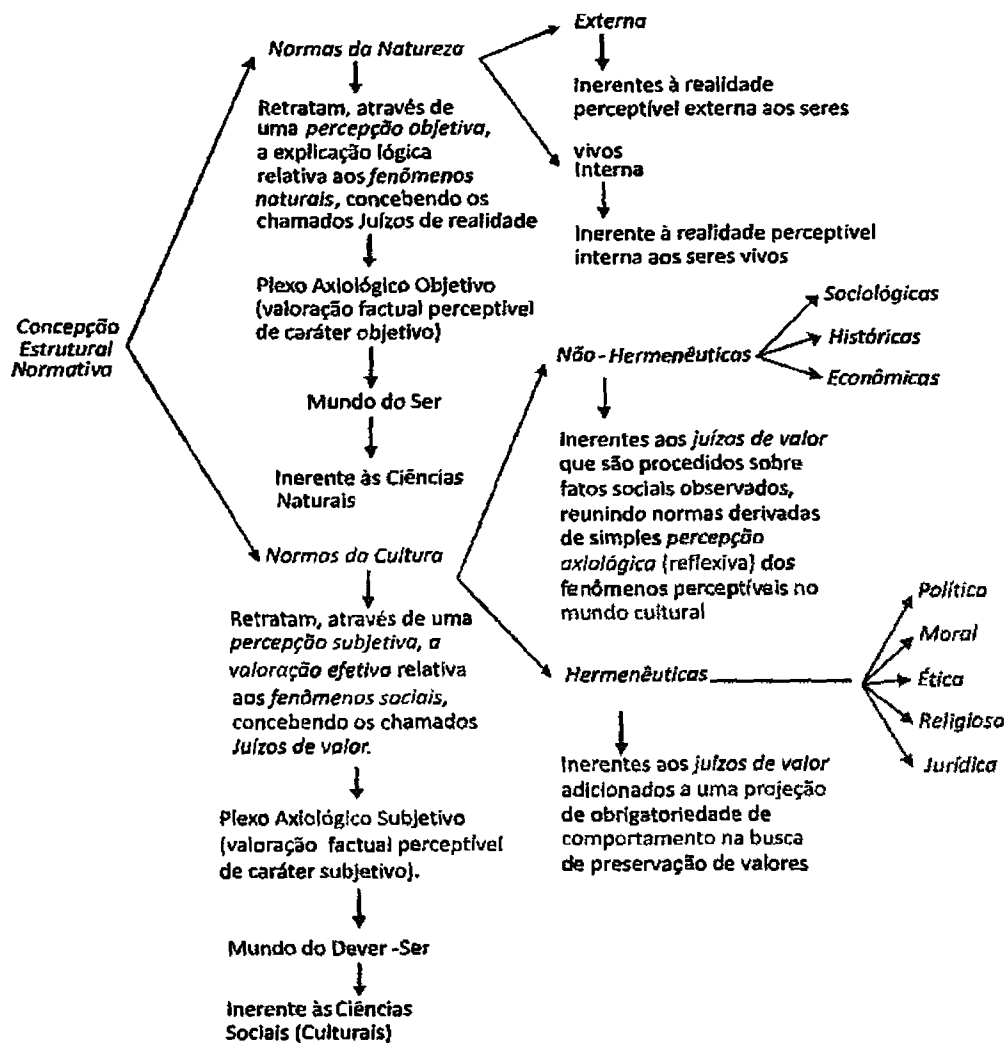 Concepção
Estrutural
Normativa
Normas da Natureza
Retratam, através de
uma percepção objetiva,
a explicação lógica
relativa aos fenômenos
naturais, concebendo os
chamados Juízos de realidade
Plexo Axiológico Objetivo
(valoração factual perceptível
de caráter objetivo)
Mundo do Ser
Inerente às Ciências
Naturais
Externa
Inerentes à realidade
perceptível externa aos seres
vivos
Interna
Inerente à realidade perceptível
interna aos seres vivos
Normas da Cultura
Retratam, através de uma
percepção subjetiva, a
valoração efetiva relativa
aos fenômenos sociais,
concebendo os chamados
Juízos de valor.
Plexo Axiológico Subjetivo
(valoração factual perceptível
de caráter subjetivo).
Mundo do Dever -Ser
Inerente às Ciências
Sociais (Culturais)
Não-Hermenêuticas
Sociológicas
Históricas
Econômicas
Inerentes aos juízos de valor
que são procedidos sobre
fatos sociais observados,
reunindo normas derivadas
de simples percepção
axiológica (reflexiva) dos
fenômenos perceptíveis no
mundo cultural
Hermenêuticas
Política
Moral
Ética
Religiosa
Jurídica
Inerentes aos juízos de valor
adicionados a uma projeção
de obrigatoriedade de
comportamento na busca
de preservação de valores